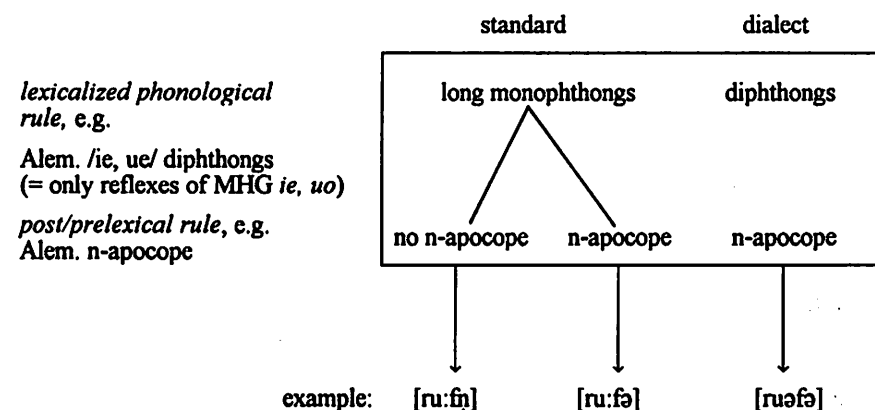 standard dialect
lexicalized phonological
rule, e.g.
long monophthongs diphthongs
Alem. /ie, ue/ diphthongs
(= only reflexes of MHG ie, uo)
post/prelexical rule, e.g.
Alem. n-apocope
no n-apocope n-apocope n-apocope
example: [ru:fn̩] [ru:fə] [ruəfə]